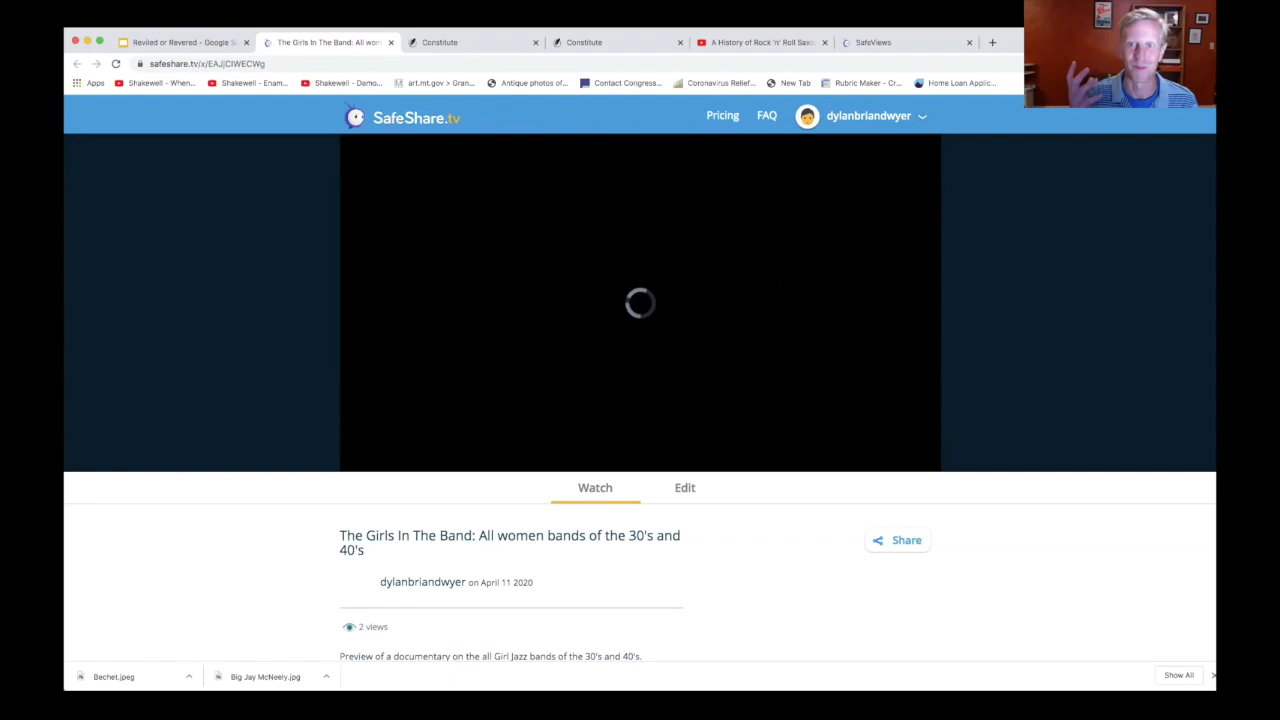 Reviled or Revered - Google S
The Girls In The Band: All wom
Constitute
Constitute
A History of Rock 'n' Roll Saxo
SafeViews
safeshare.tv/x/EAJjCIWECWg
Apps
Shakewell - When...
Shakewell - Enam...
Shakewell - Damo...
art.mt.gov > Gran...
Antique photos of...
Contact Congress...
Coronavirus Relief...
New Tab
Rubric Maker - Cr...
Home Loan Applic...
SafeShare.tv
Pricing
FAQ
dylanbriandwyer
Watch
Edit
The Girls In The Band: All women bands of the 30's and
40's
Share
dylanbriandwyer on April 11 2020
2 views
Preview of a documentary on the all Girl Jazz bands of the 30's and 40's.
Bechet.jpeg
Big Jay McNeely.jpg
Show All